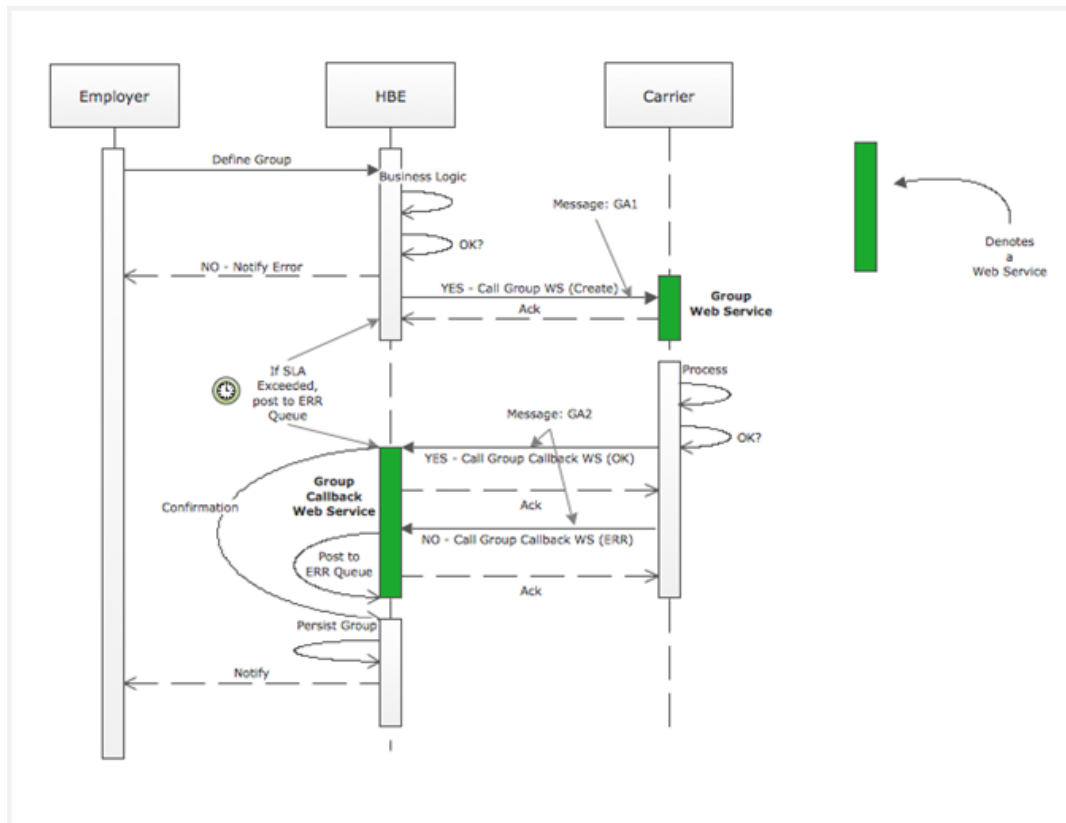 Employer
HBE
Carrier
Define Group
Business Logic
Message: GA1
OK?
Denotes
a
Web Service
NO - Notify Error
YES - Call Group WS (Create)
Group
Web Service
Ack
If SLA
Exceeded,
post to ERR
Queue
Process
Message: GA2
OK?
YES - Call Group Callback WS (OK)
Group
Callback
Web Service
Confirmation
Ack
NO - Call Group Callback WS (ERR)
Post to
ERR Queue
Ack
Persist Group
Notify